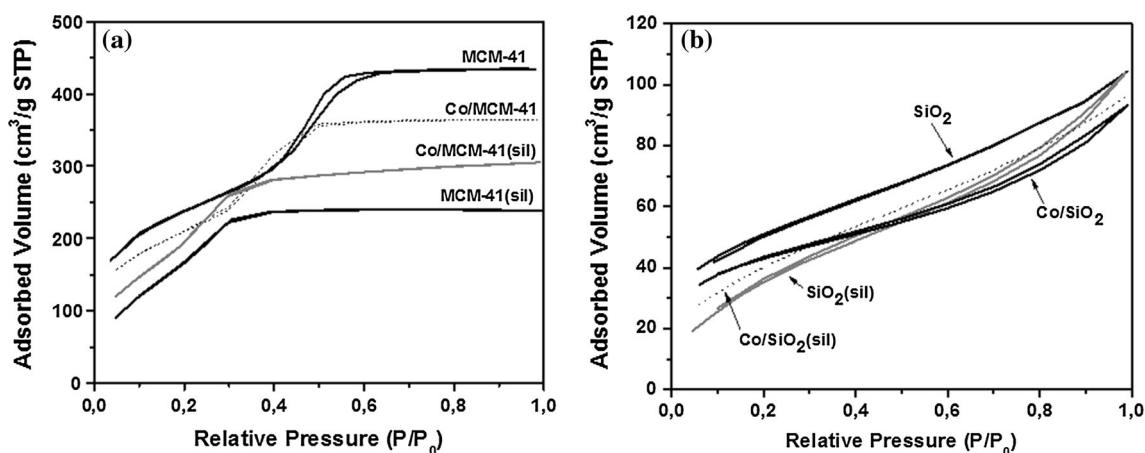 (a)
500
400
300
200
100
0
Adsorbed Volume (cm³/g STP)
MCM-41
Co/MCM-41
Co/MCM-41(sil)
MCM-41(sil)
0,0 0,2 0,4 0,6 0,8 1,0
Relative Pressure (P/P₀)
(b)
120
100
80
60
40
20
0
Adsorbed Volume (cm³/g STP)
SiO₂
Co/SiO₂
SiO₂(sil)
Co/SiO₂(sil)
0,0 0,2 0,4 0,6 0,8 1,0
Relative Pressure (P/P₀)